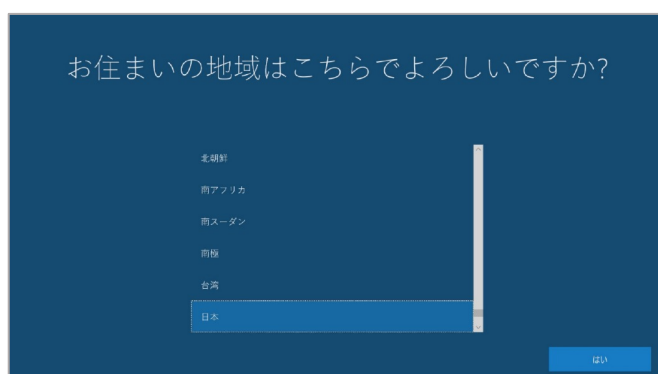 お住まいの地域はこちらでよろしいですか?
北朝鮮
南アフリカ
南スーダン
南極
台湾
日本
はい